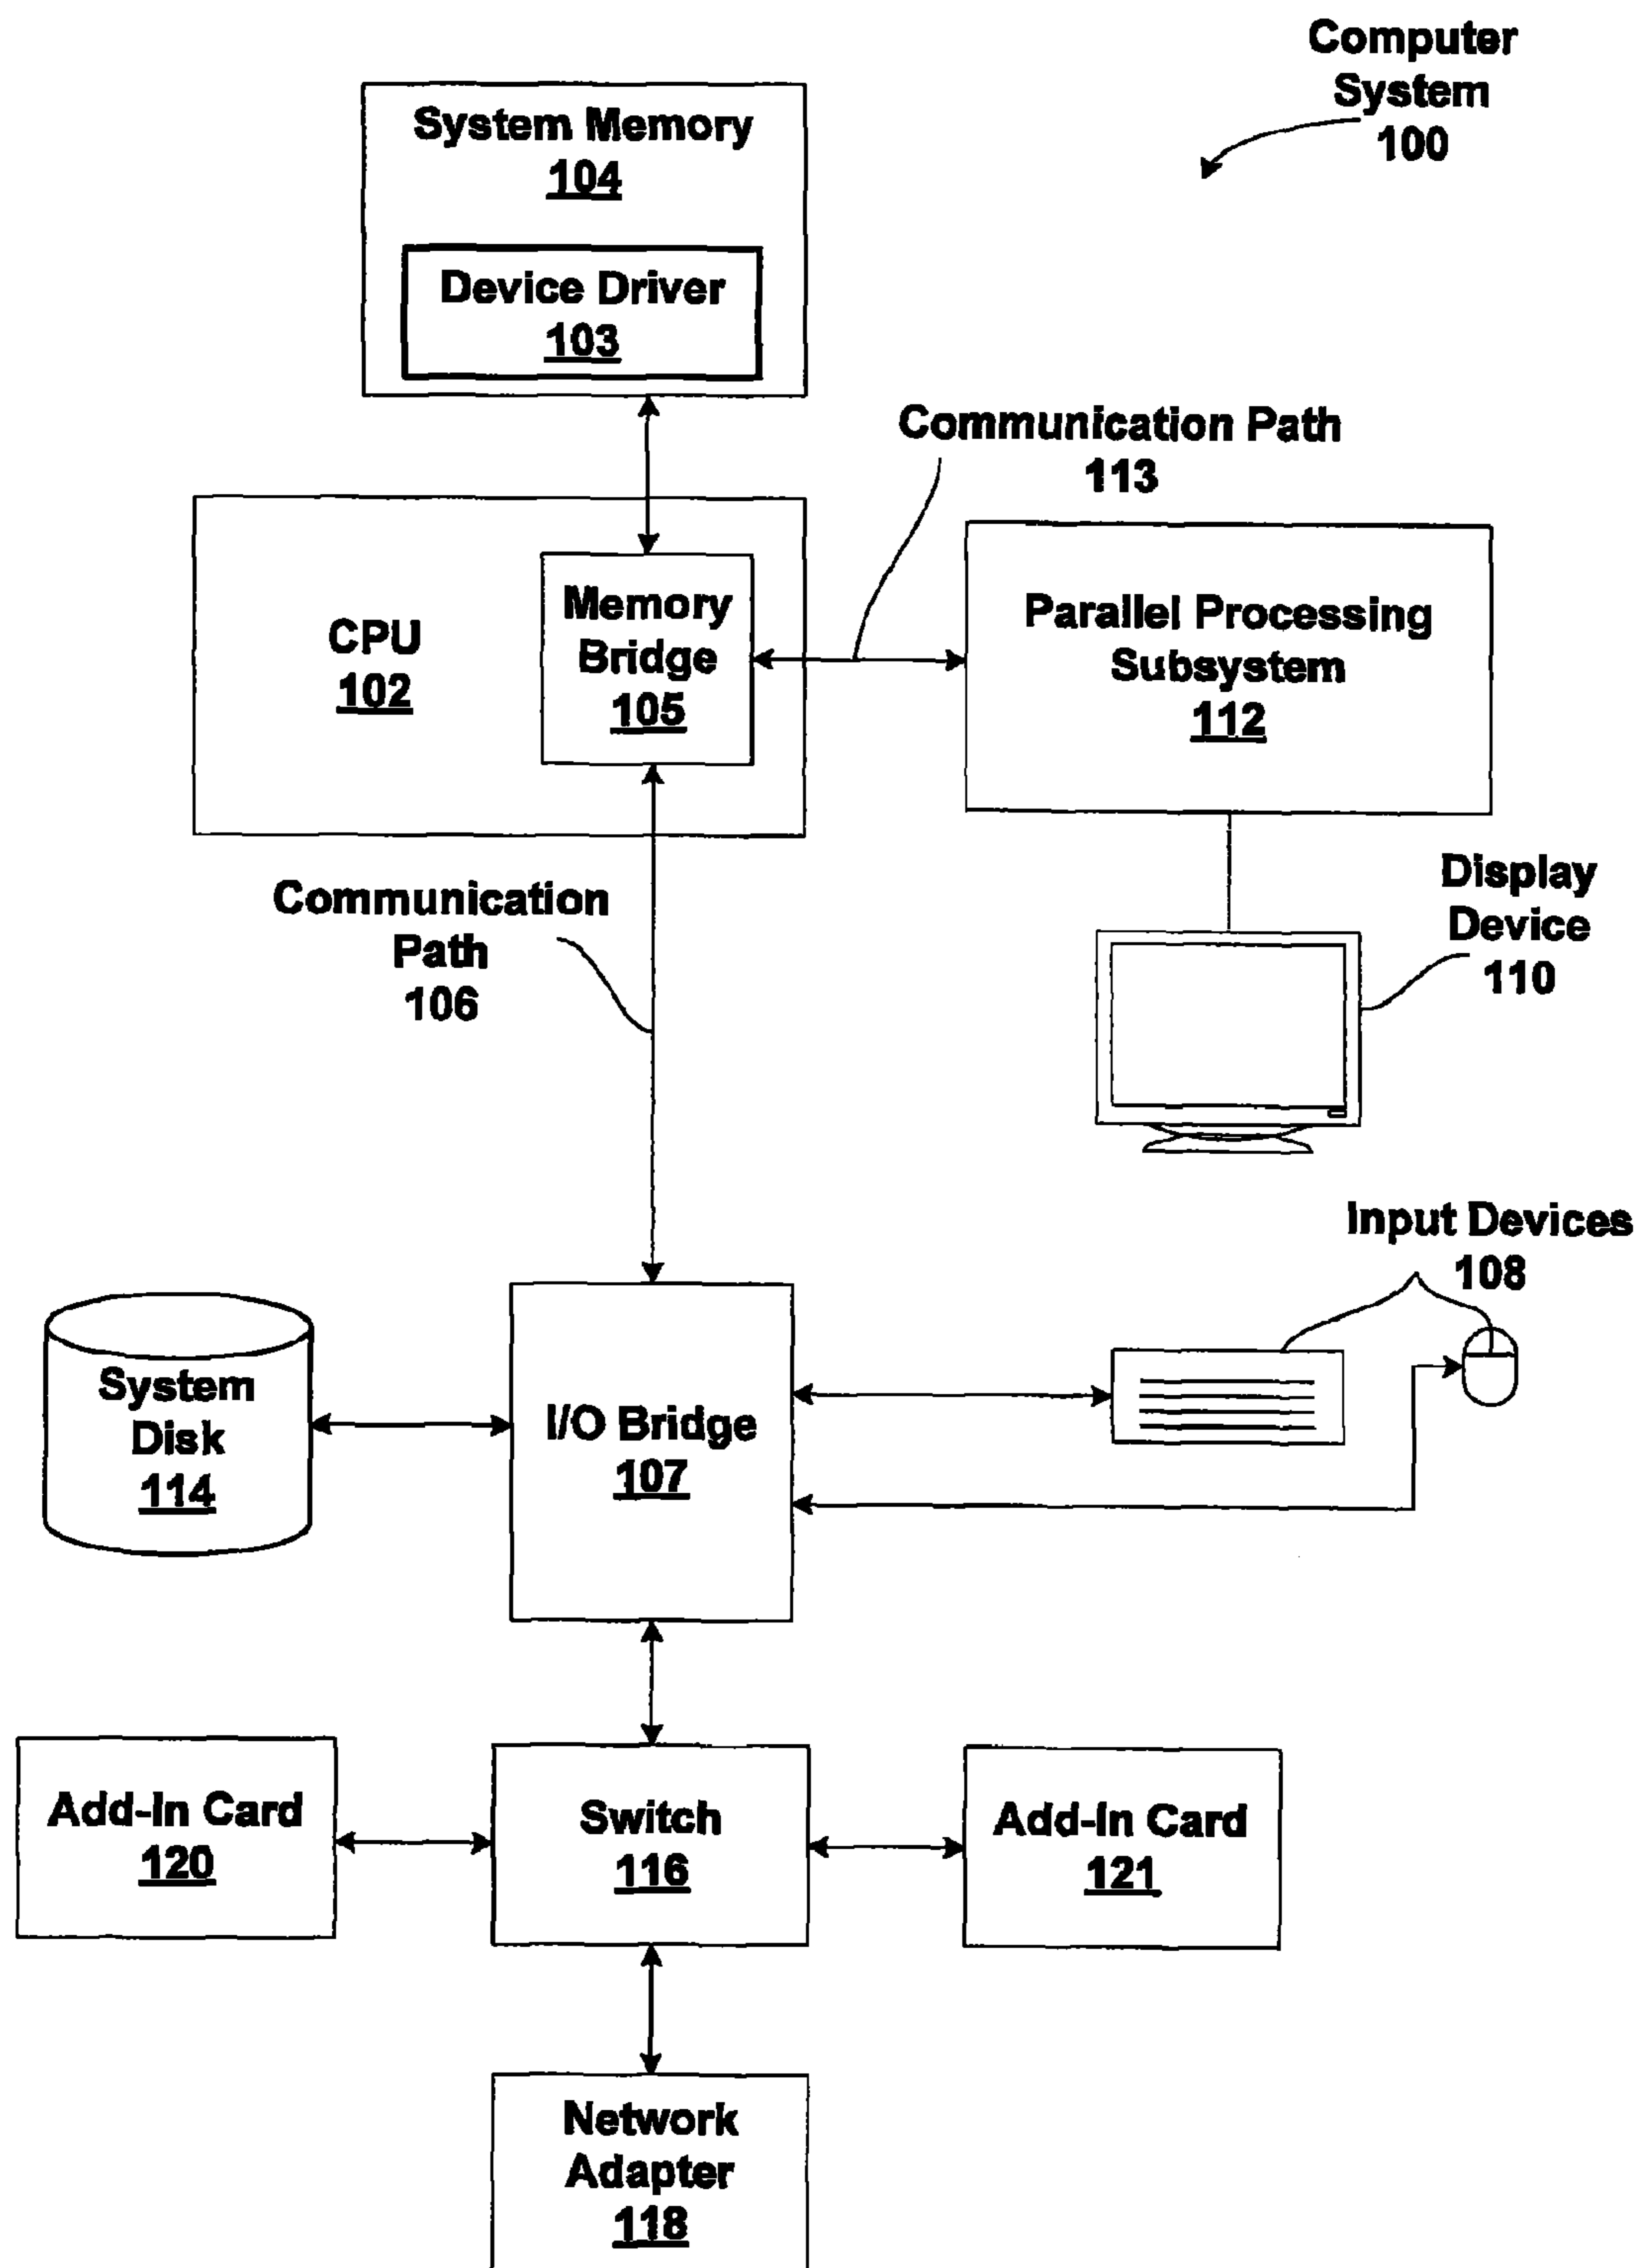 Computer
System
100
System Memory
104
Device Driver
103
Communication Path
113
CPU
102
Memory
Bridge
105
Parallel Processing
Subsystem
112
Communication
Path
106
Display
Device
110
Input Devices
108
System
Disk
114
I/O Bridge
107
Add-In Card
120
Switch
116
Add-In Card
121
Network
Adapter
118